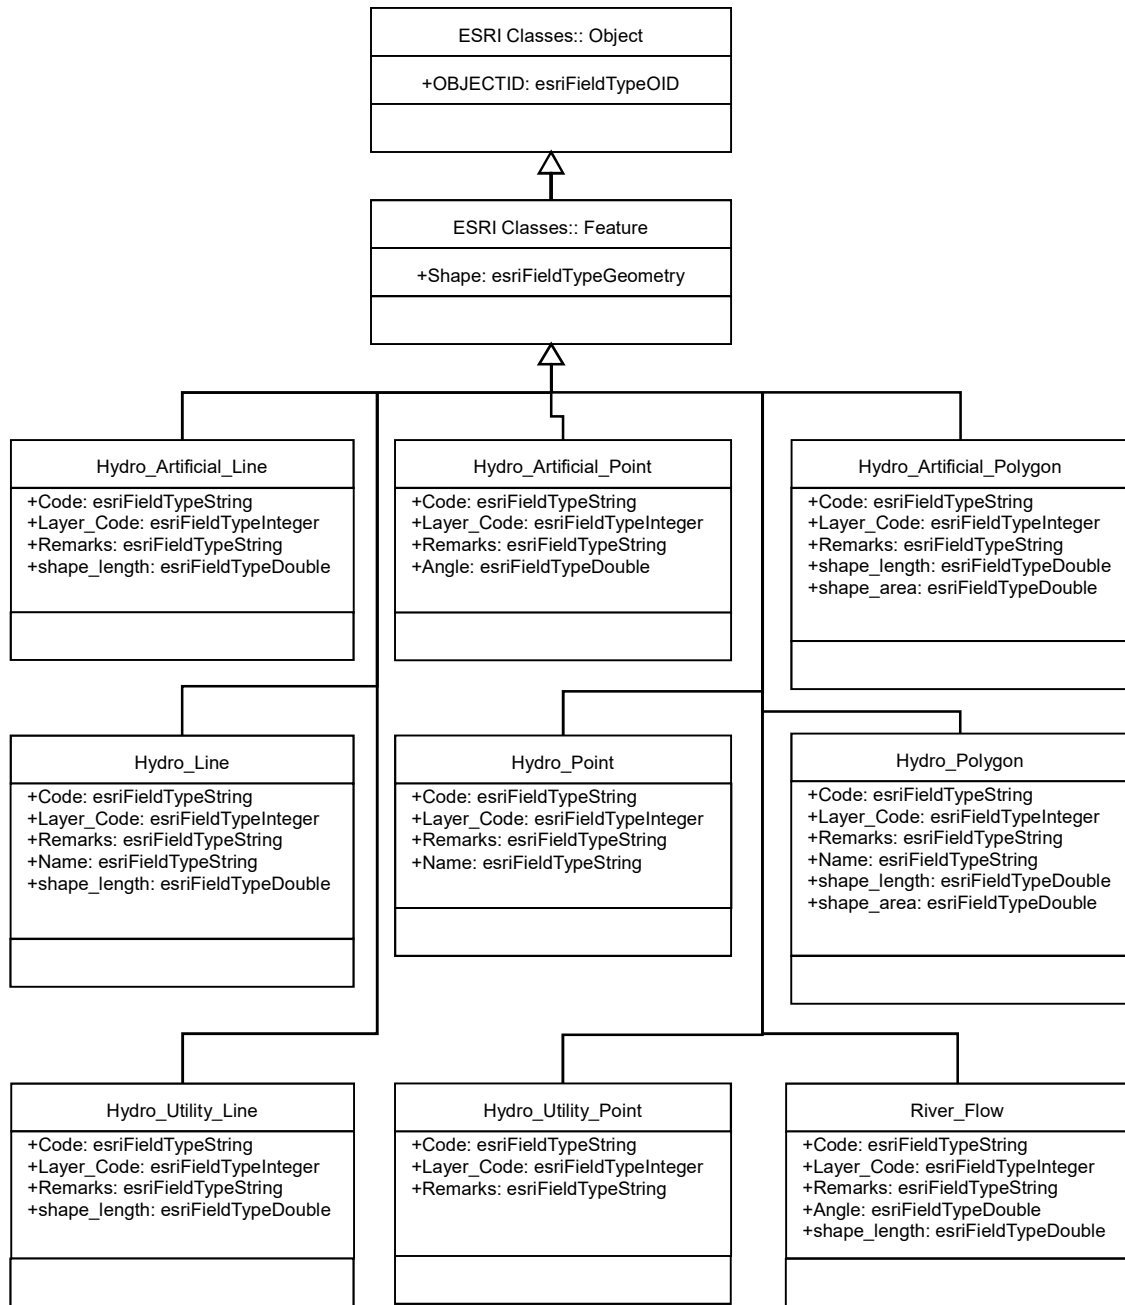 ESRI Classes:: Object
+OBJECTID: esriFieldTypeOID
ESRI Classes:: Feature
+Shape: esriFieldTypeGeometry
Hydro_Artificial_Line
+Code: esriFieldTypeString
+Layer_Code: esriFieldTypeInteger
+Remarks: esriFieldTypeString
+shape_length: esriFieldTypeDouble
Hydro_Artificial_Point
+Code: esriFieldTypeString
+Layer_Code: esriFieldTypeInteger
+Remarks: esriFieldTypeString
+Angle: esriFieldTypeDouble
Hydro_Artificial_Polygon
+Code: esriFieldTypeString
+Layer_Code: esriFieldTypeInteger
+Remarks: esriFieldTypeString
+shape_length: esriFieldTypeDouble
+shape_area: esriFieldTypeDouble
Hydro_Line
+Code: esriFieldTypeString
+Layer_Code: esriFieldTypeInteger
+Remarks: esriFieldTypeString
+Name: esriFieldTypeString
+shape_length: esriFieldTypeDouble
Hydro_Point
+Code: esriFieldTypeString
+Layer_Code: esriFieldTypeInteger
+Remarks: esriFieldTypeString
+Name: esriFieldTypeString
Hydro_Polygon
+Code: esriFieldTypeString
+Layer_Code: esriFieldTypeInteger
+Remarks: esriFieldTypeString
+Name: esriFieldTypeString
+shape_length: esriFieldTypeDouble
+shape_area: esriFieldTypeDouble
Hydro_Utility_Line
+Code: esriFieldTypeString
+Layer_Code: esriFieldTypeInteger
+Remarks: esriFieldTypeString
+shape_length: esriFieldTypeDouble
Hydro_Utility_Point
+Code: esriFieldTypeString
+Layer_Code: esriFieldTypeInteger
+Remarks: esriFieldTypeString
River_Flow
+Code: esriFieldTypeString
+Layer_Code: esriFieldTypeInteger
+Remarks: esriFieldTypeString
+Angle: esriFieldTypeDouble
+shape_length: esriFieldTypeDouble